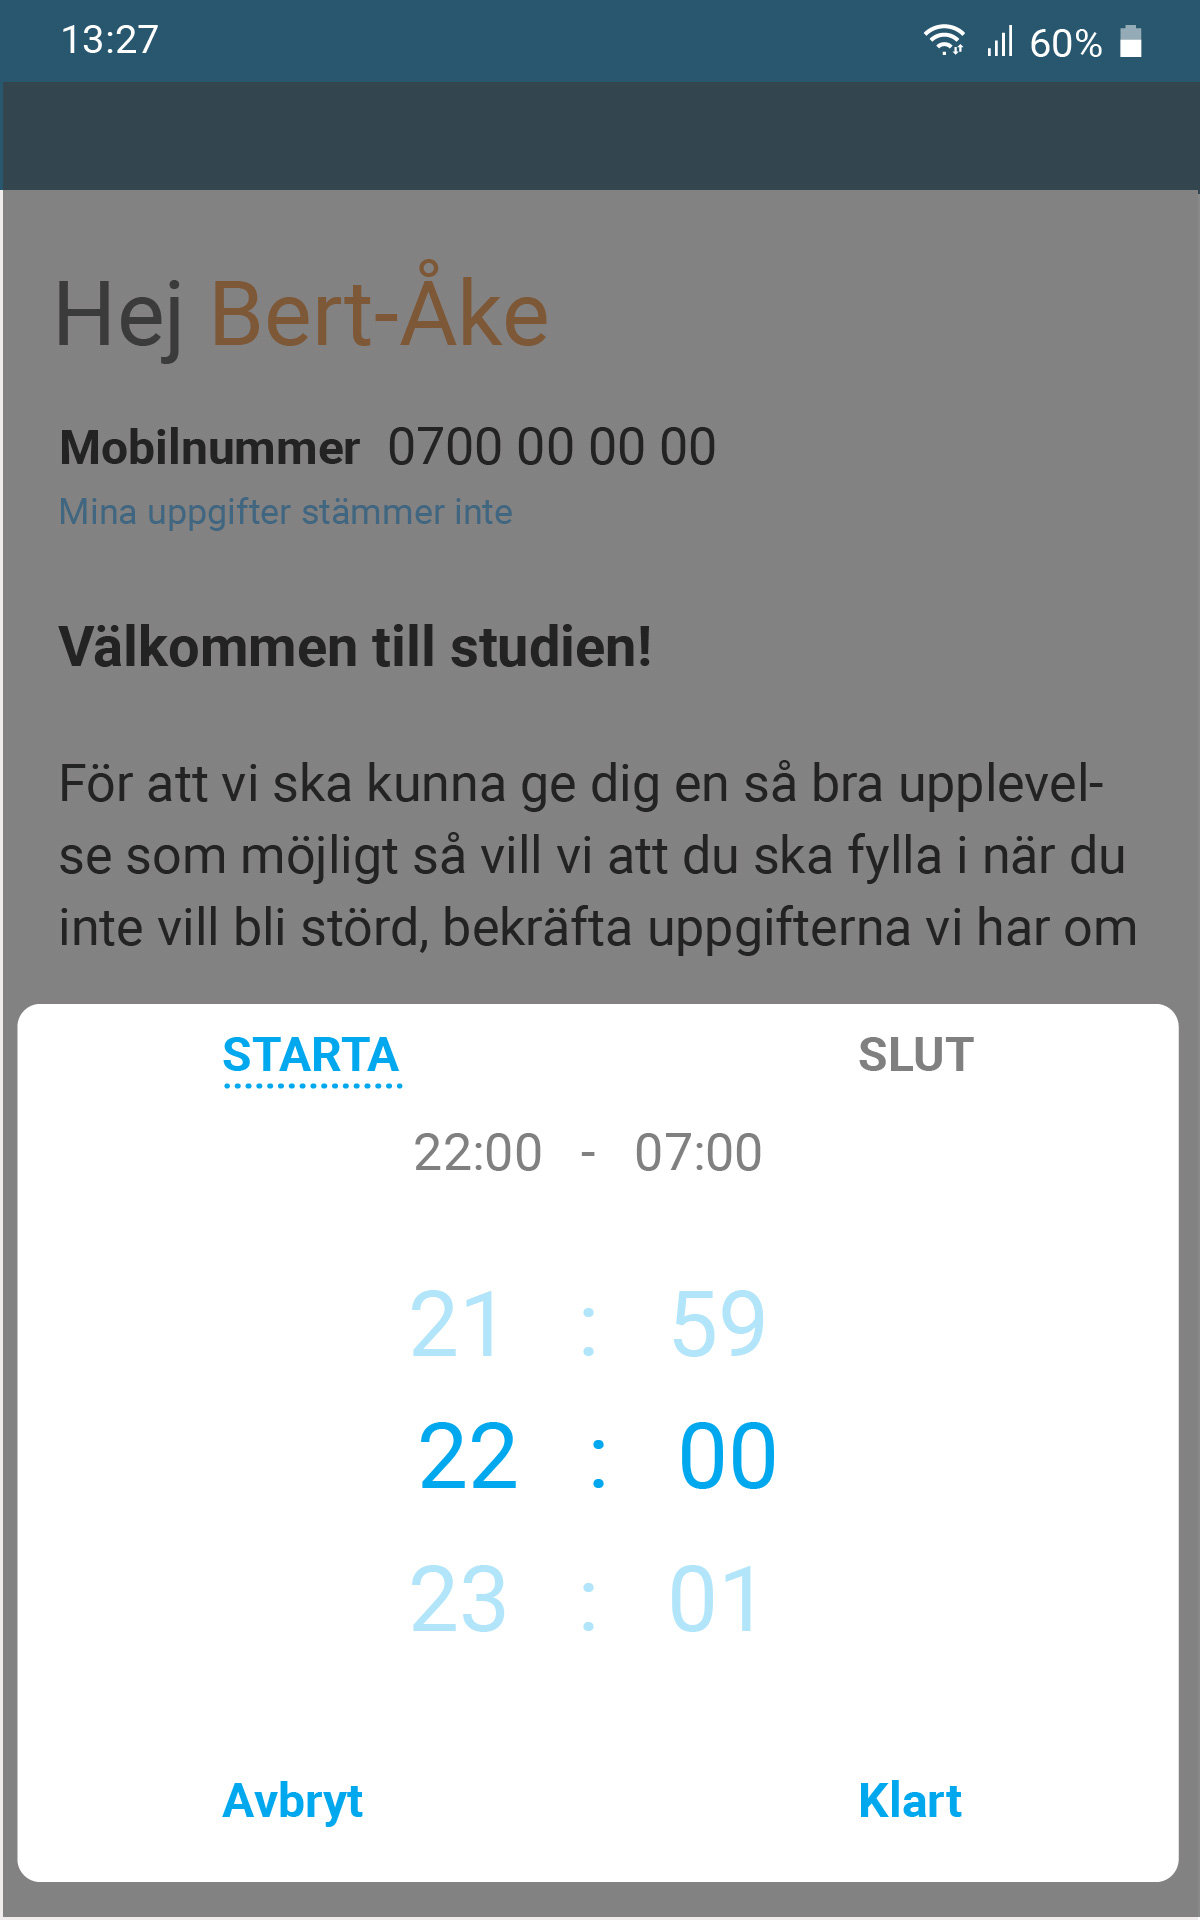 13:27 60%
Hej Bert-Åke
Mobilnummer 0700 00 00 00
Mina uppgifter stämmer inte
Välkommen till studien!
För att vi ska kunna ge dig en så bra upplevel-
se som möjligt så vill vi att du ska fylla i när du
inte vill bli störd, bekräfta uppgifterna vi har om
STARTA SLUT
22:00 - 07:00
21 : 59
22 : 00
23 : 01
Avbryt Klart